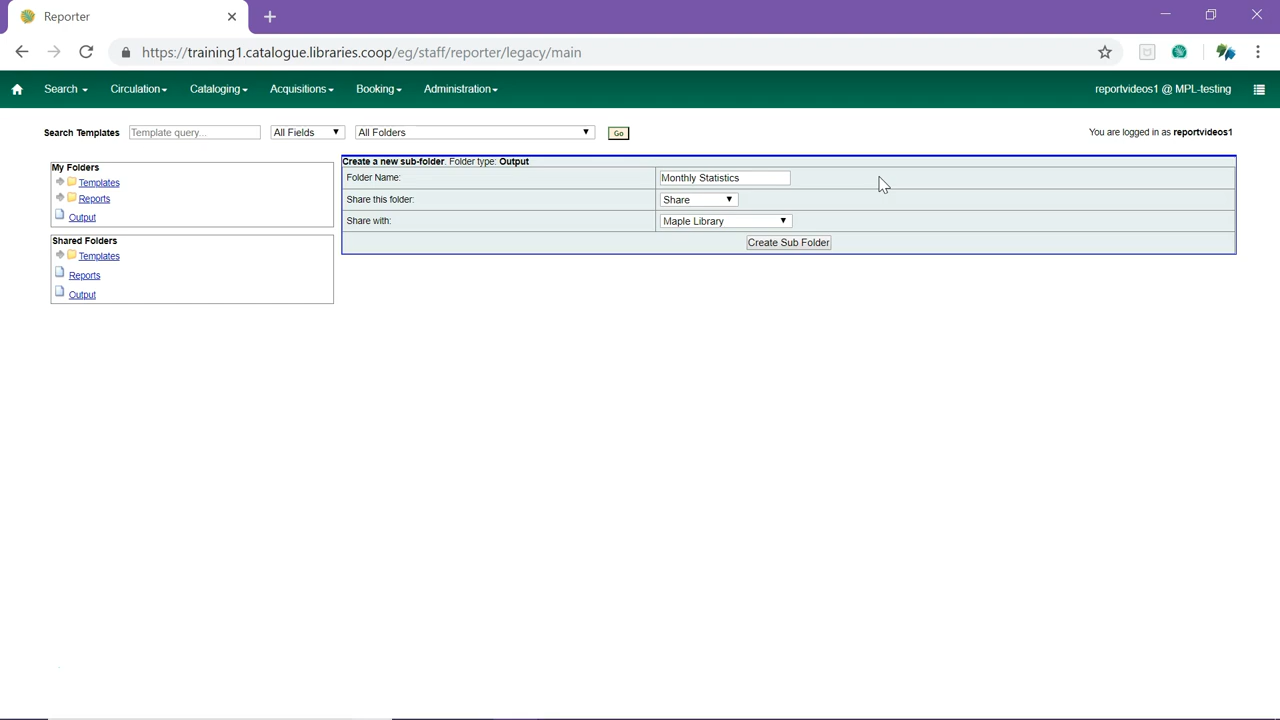 Reporter
https://training1.catalogue.libraries.coop/eg/staff/reporter/legacy/main
Search Circulation Cataloging Acquisitions Booking Administration reportvideos1 @ MPL-testing
Search Templates Template query... All Fields All Folders Go You are logged in as reportvideos1
My Folders
Templates
Reports
Output
Shared Folders
Templates
Reports
Output
Create a new sub-folder. Folder type: Output
Folder Name: Monthly Statistics
Share this folder: Share
Share with: Maple Library
Create Sub Folder